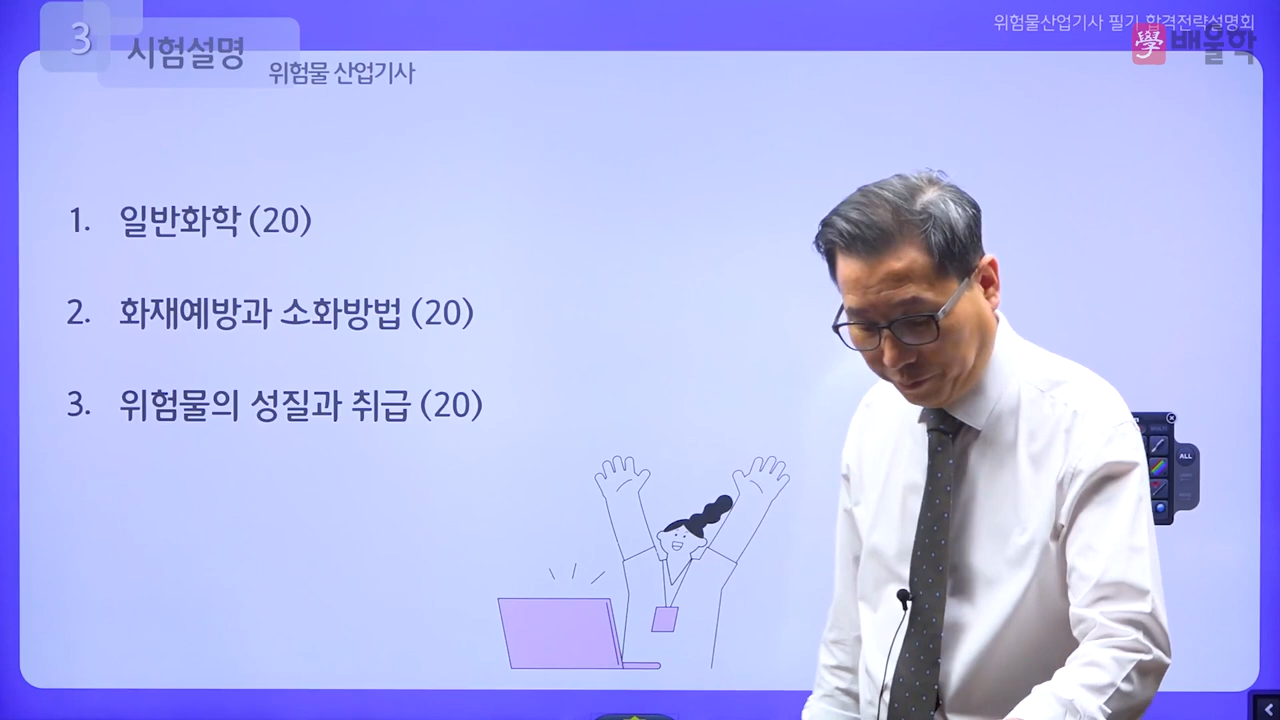 3 시험설명
위험물 산업기사
위험물산업기사 필기 합격전략설명회
學 배울학
1. 일반화학 (20)
2. 화재예방과 소화방법 (20)
3. 위험물의 성질과 취급 (20)
ALL